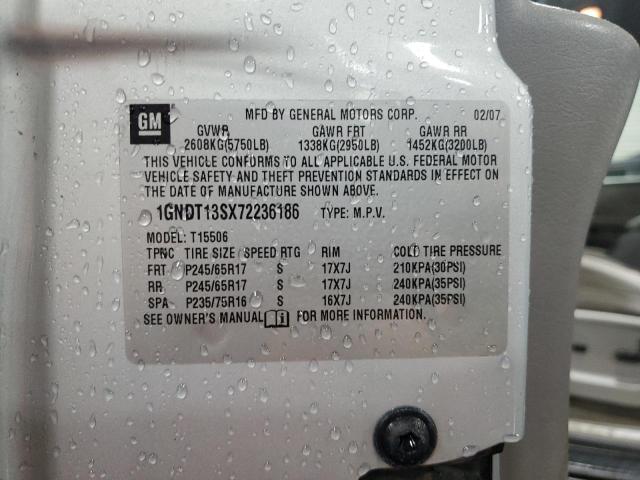 MFD BY GENERAL MOTORS CORP. 02/07
GM
GVWR GAWR FRT GAWR RR
2608KG(5750LB) 1338KG(2950LB) 1452KG(3200LB)
THIS VEHICLE CONFORMS TO ALL APPLICABLE U.S. FEDERAL MOTOR
VEHICLE SAFETY AND THEFT PREVENTION STANDARDS IN EFFECT ON
THE DATE OF MANUFACTURE SHOWN ABOVE.
1GNDT13SX72236186 TYPE: M.P.V.
MODEL: T15506
TPNC TIRE SIZE SPEED RTG RIM COLD TIRE PRESSURE
FRT P245/65R17 S 17X7J 210KPA(30PSI)
RR P245/65R17 S 17X7J 240KPA(35PSI)
SPA P235/75R16 S 16X7J 240KPA(35PSI)
SEE OWNER'S MANUAL i FOR MORE INFORMATION.